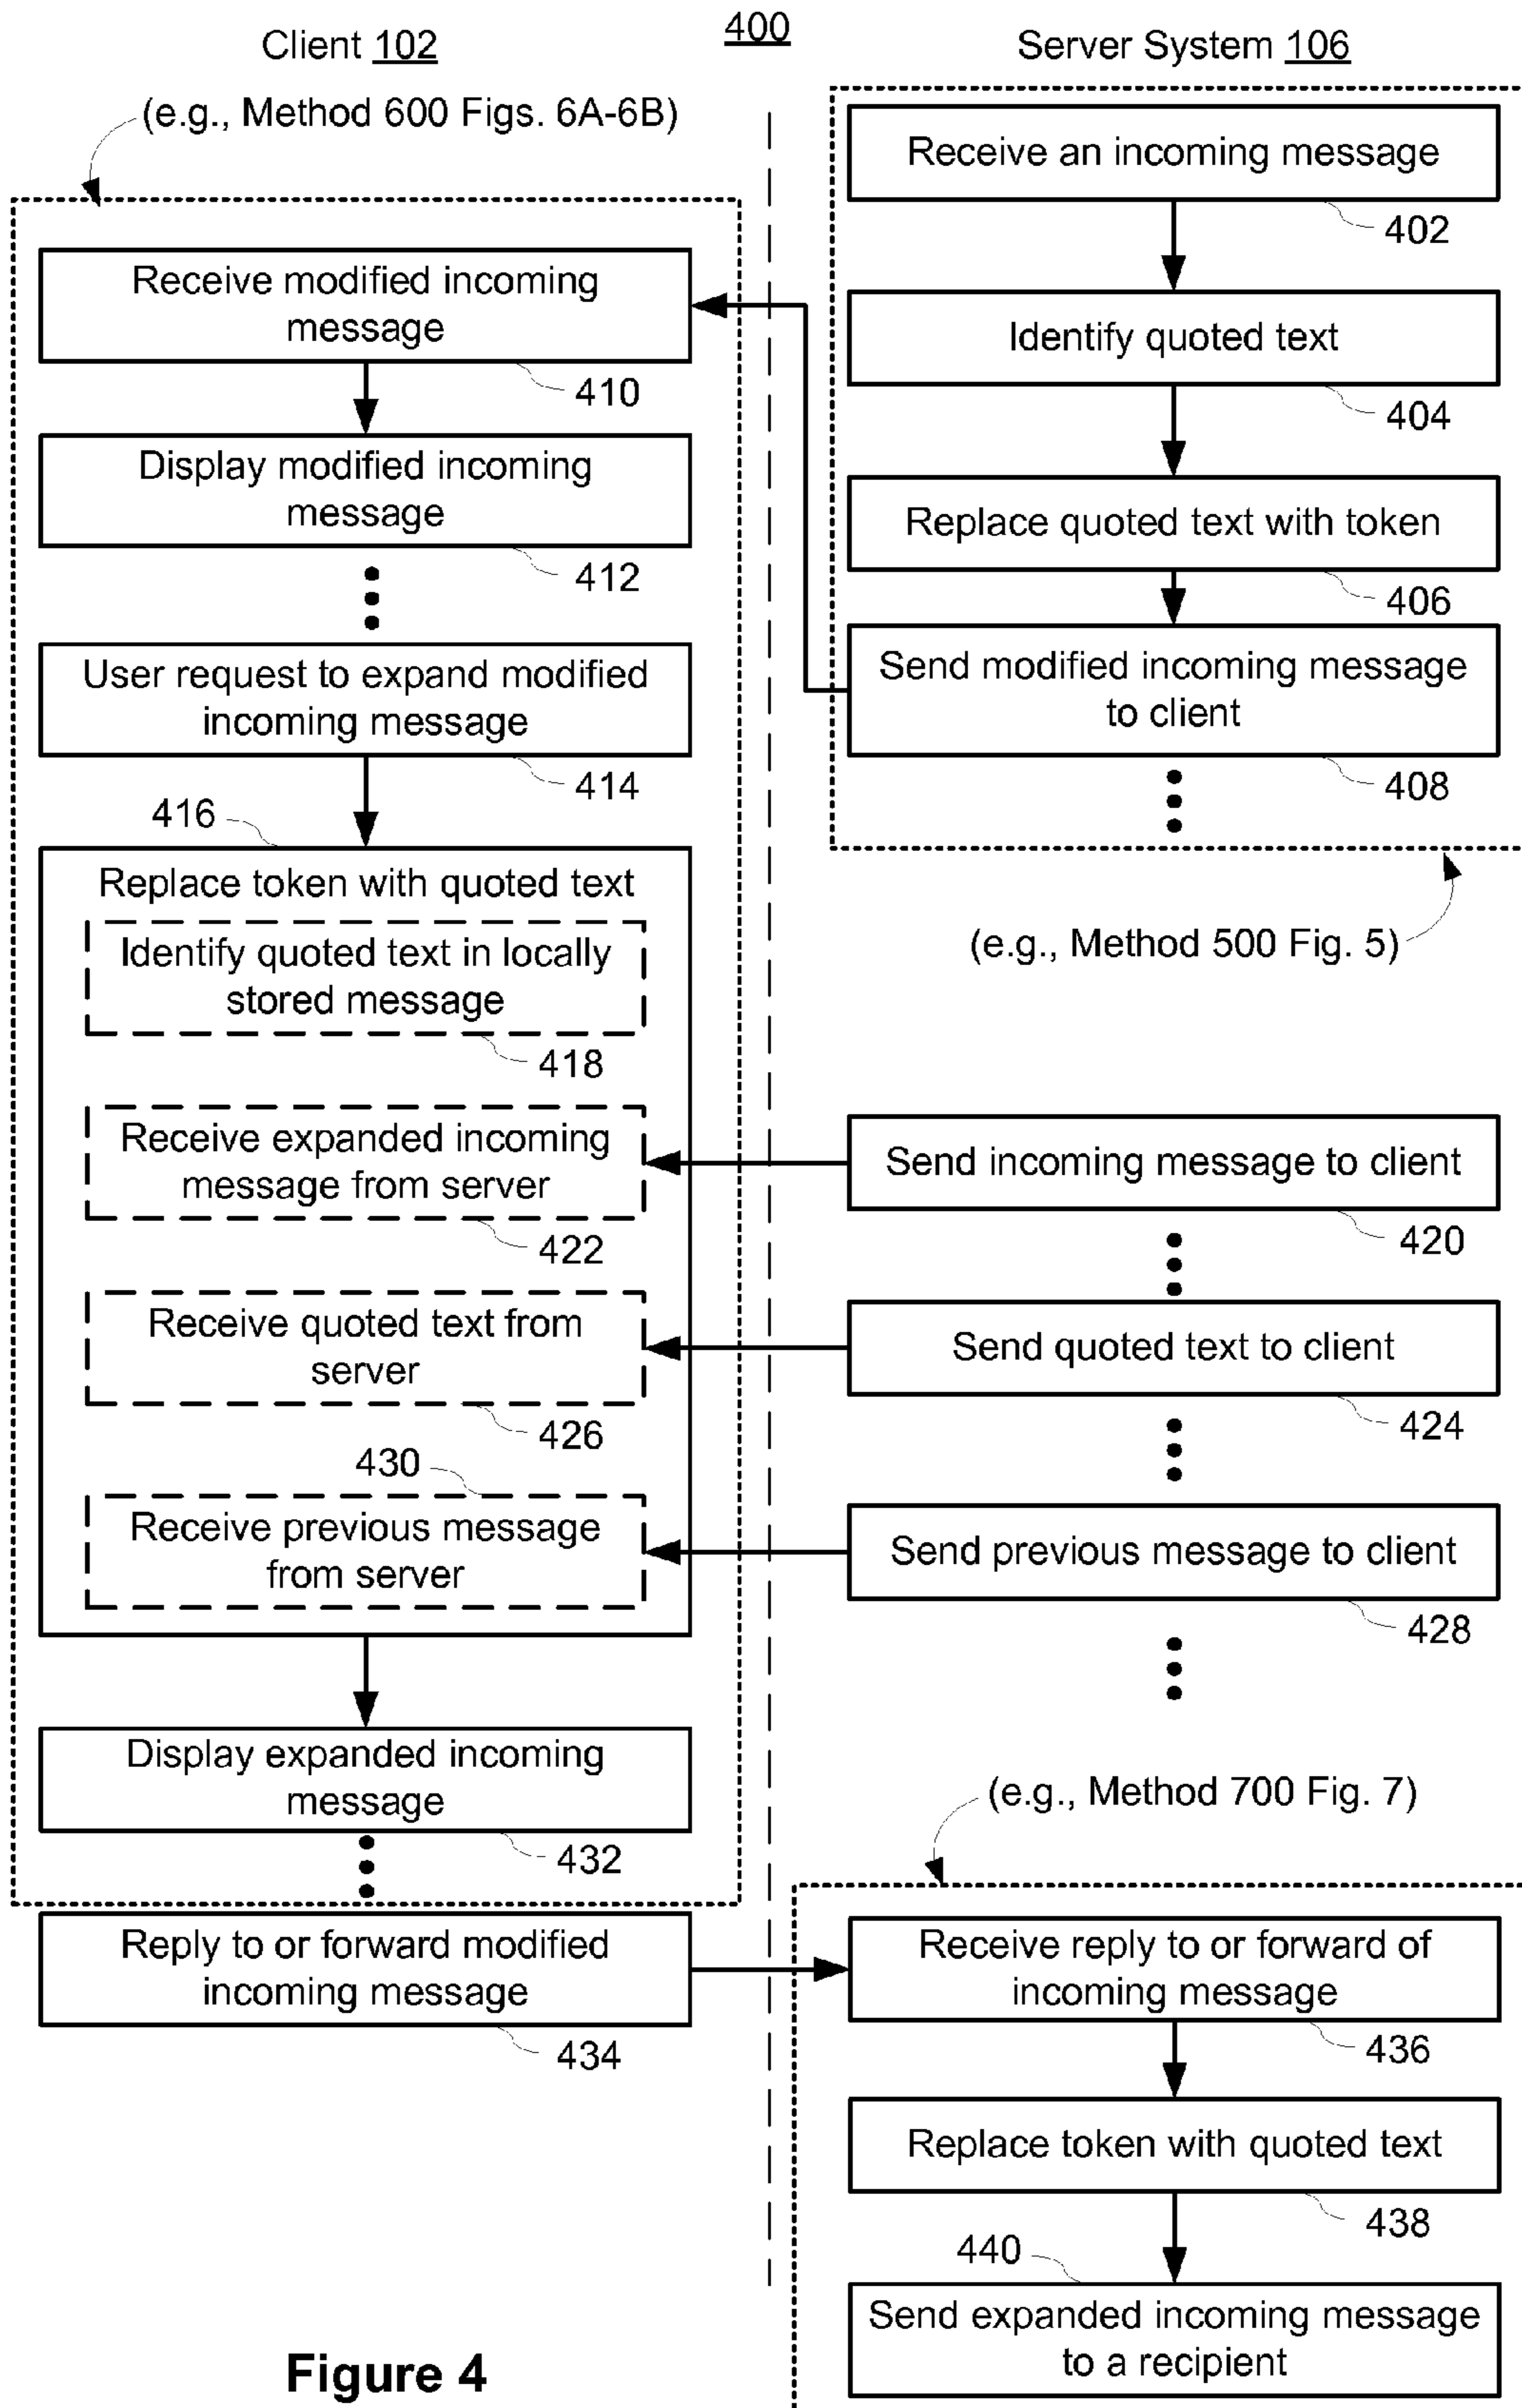 400
Client 102
Server System 106
(e.g., Method 600 Figs. 6A-6B)
Receive an incoming message
402
Identify quoted text
404
Replace quoted text with token
406
Send modified incoming message
to client
408
(e.g., Method 500 Fig. 5)
Receive modified incoming
message
410
Display modified incoming
message
412
User request to expand modified
incoming message
414
416
Replace token with quoted text
Identify quoted text in locally
stored message
418
Receive expanded incoming
message from server
422
Send incoming message to client
420
Receive quoted text from
server
426
Send quoted text to client
424
430
Receive previous message
from server
Send previous message to client
428
Display expanded incoming
message
432
(e.g., Method 700 Fig. 7)
Reply to or forward modified
incoming message
434
Receive reply to or forward of
incoming message
436
Replace token with quoted text
438
440
Send expanded incoming message
to a recipient
Figure 4